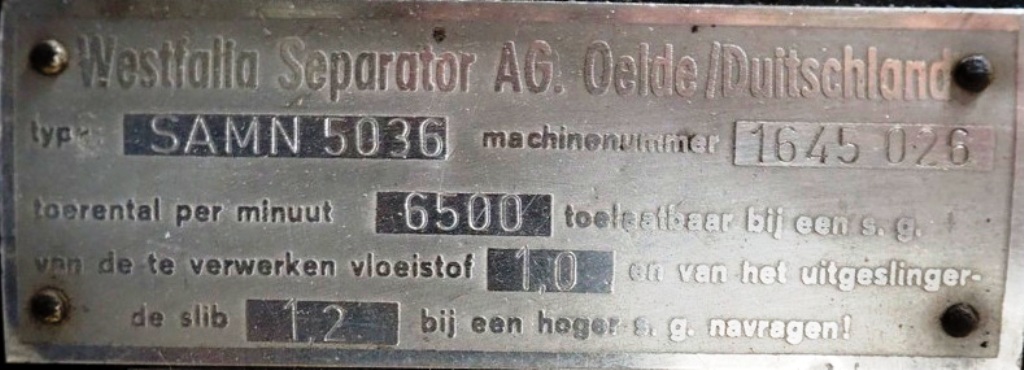 Westfalia Separator AG. Oelde/Duitschland
type SAMN 5036 machinenummer 1645 026
toerental per minuut 6500 toelaatbaar bij een s. g.
van de te verwerken vloeistof 1,0 en van het uitgeslinger-
de slib 1,2 bij een hoger s. g. navragen!